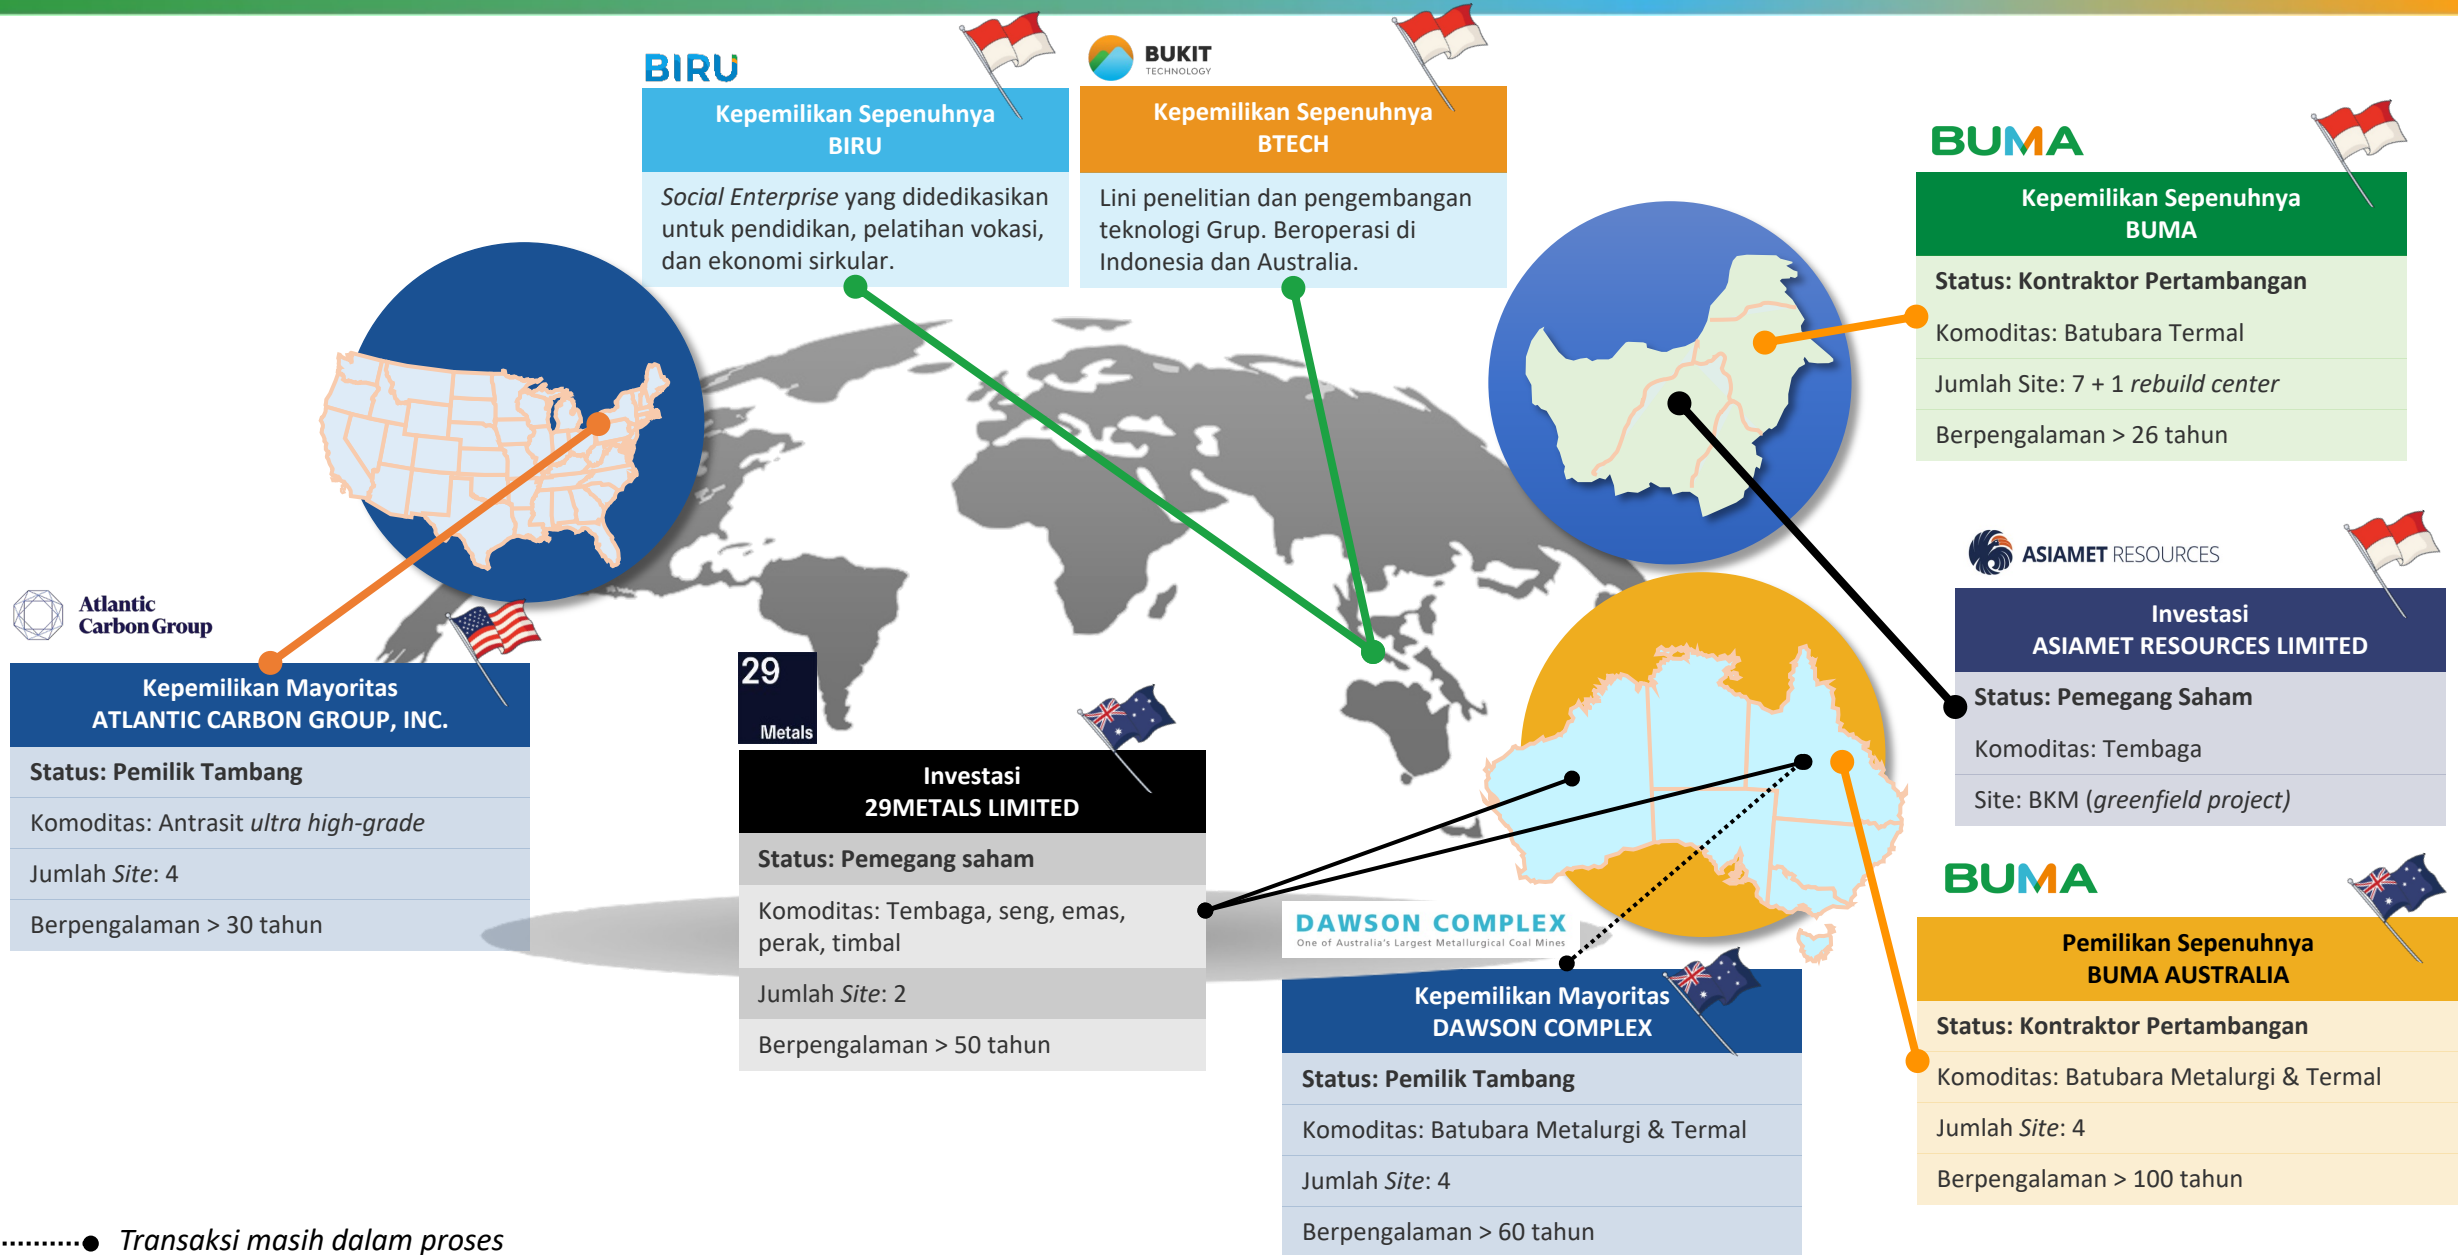 BIRU
Kepemilikan Sepenuhnya
BIRU
Social Enterprise yang didedikasikan
untuk pendidikan, pelatihan vokasi,
dan ekonomi sirkular.
BUKIT
TECHNOLOGY
Kepemilikan Sepenuhnya
BTECH
Lini penelitian dan pengembangan
teknologi Grup. Beroperasi di
Indonesia dan Australia.
BUMA
Kepemilikan Sepenuhnya
BUMA
Status: Kontraktor Pertambangan
Komoditas: Batubara Termal
Jumlah Site: 7 + 1 rebuild center
Berpengalaman > 26 tahun
ASIAMET RESOURCES
Investasi
ASIAMET RESOURCES LIMITED
Status: Pemegang Saham
Komoditas: Tembaga
Site: BKM (greenfield project)
Atlantic
Carbon Group
Kepemilikan Mayoritas
ATLANTIC CARBON GROUP, INC.
Status: Pemilik Tambang
Komoditas: Antrasit ultra high-grade
Jumlah Site: 4
Berpengalaman > 30 tahun
29
Metals
Investasi
29METALS LIMITED
Status: Pemegang saham
Komoditas: Tembaga, seng, emas,
perak, timbal
Jumlah Site: 2
Berpengalaman > 50 tahun
DAWSON COMPLEX
One of Australia's Largest Metallurgical Coal Mines
Kepemilikan Mayoritas
DAWSON COMPLEX
Status: Pemilik Tambang
Komoditas: Batubara Metalurgi & Termal
Jumlah Site: 4
Berpengalaman > 60 tahun
BUMA
Pemilikan Sepenuhnya
BUMA AUSTRALIA
Status: Kontraktor Pertambangan
Komoditas: Batubara Metalurgi & Termal
Jumlah Site: 4
Berpengalaman > 100 tahun
Transaksi masih dalam proses